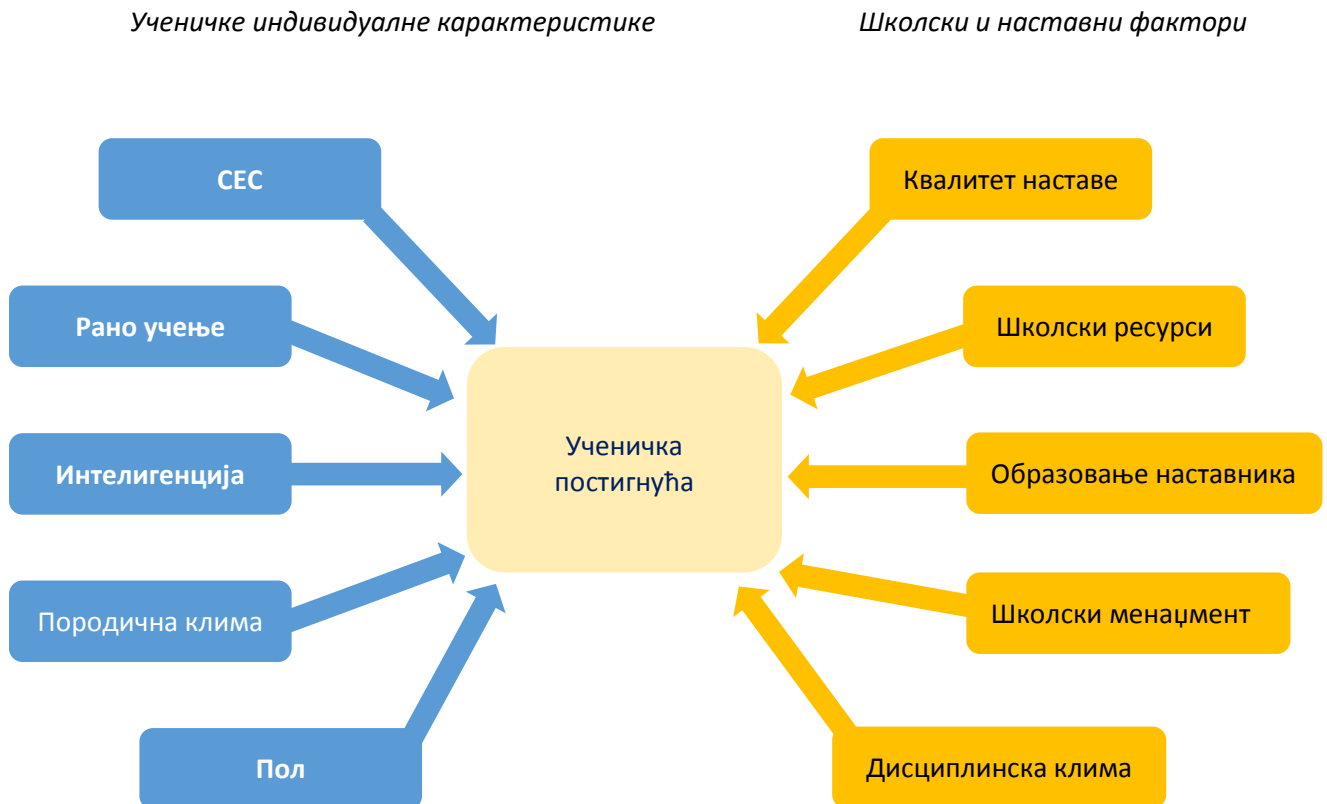 Ученичке индивидуалне карактеристике
Школски и наставни фактори
СЕС
Рано учење
Интелигенција
Породична клима
Пол
Ученичка
постигнућа
Квалитет наставе
Школски ресурси
Образовање наставника
Школски менаџмент
Дисциплинска клима